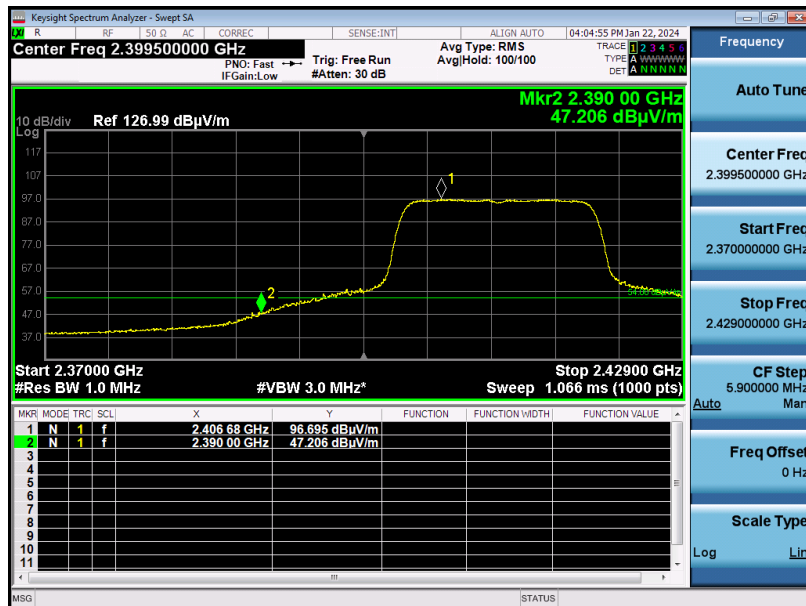 Keysight Spectrum Analyzer - Swept SA
LXI R RF 50 Ω AC CORREC SENSE:INT ALIGN AUTO 04:04:55 PM Jan 22, 2024
Center Freq 2.399500000 GHz
PNO: Fast
IFGain:Low
Trig: Free Run
#Atten: 30 dB
Avg Type: RMS
Avg|Hold: 100/100
TRACE 1 2 3 4 5 6
TYPE A WWWWW
DET A N N N N N
Mkr2 2.390 00 GHz
47.206 dBµV/m
10 dB/div Ref 126.99 dBµV/m
Log
117
107
97.0
87.0
77.0
67.0
57.0
47.0
37.0
1
2
Start 2.37000 GHz Stop 2.42900 GHz
#Res BW 1.0 MHz #VBW 3.0 MHz* Sweep 1.066 ms (1000 pts)
MKR MODE TRC SCL X Y FUNCTION FUNCTION WIDTH FUNCTION VALUE
1 N 1 f 2.406 68 GHz 96.695 dBµV/m
2 N 1 f 2.390 00 GHz 47.206 dBµV/m
3
4
5
6
7
8
9
10
11
MSG STATUS
Frequency
Auto Tune
Center Freq
2.399500000 GHz
Start Freq
2.370000000 GHz
Stop Freq
2.429000000 GHz
CF Step
5.900000 MHz
Auto Man
Freq Offset
0 Hz
Scale Type
Log Lin